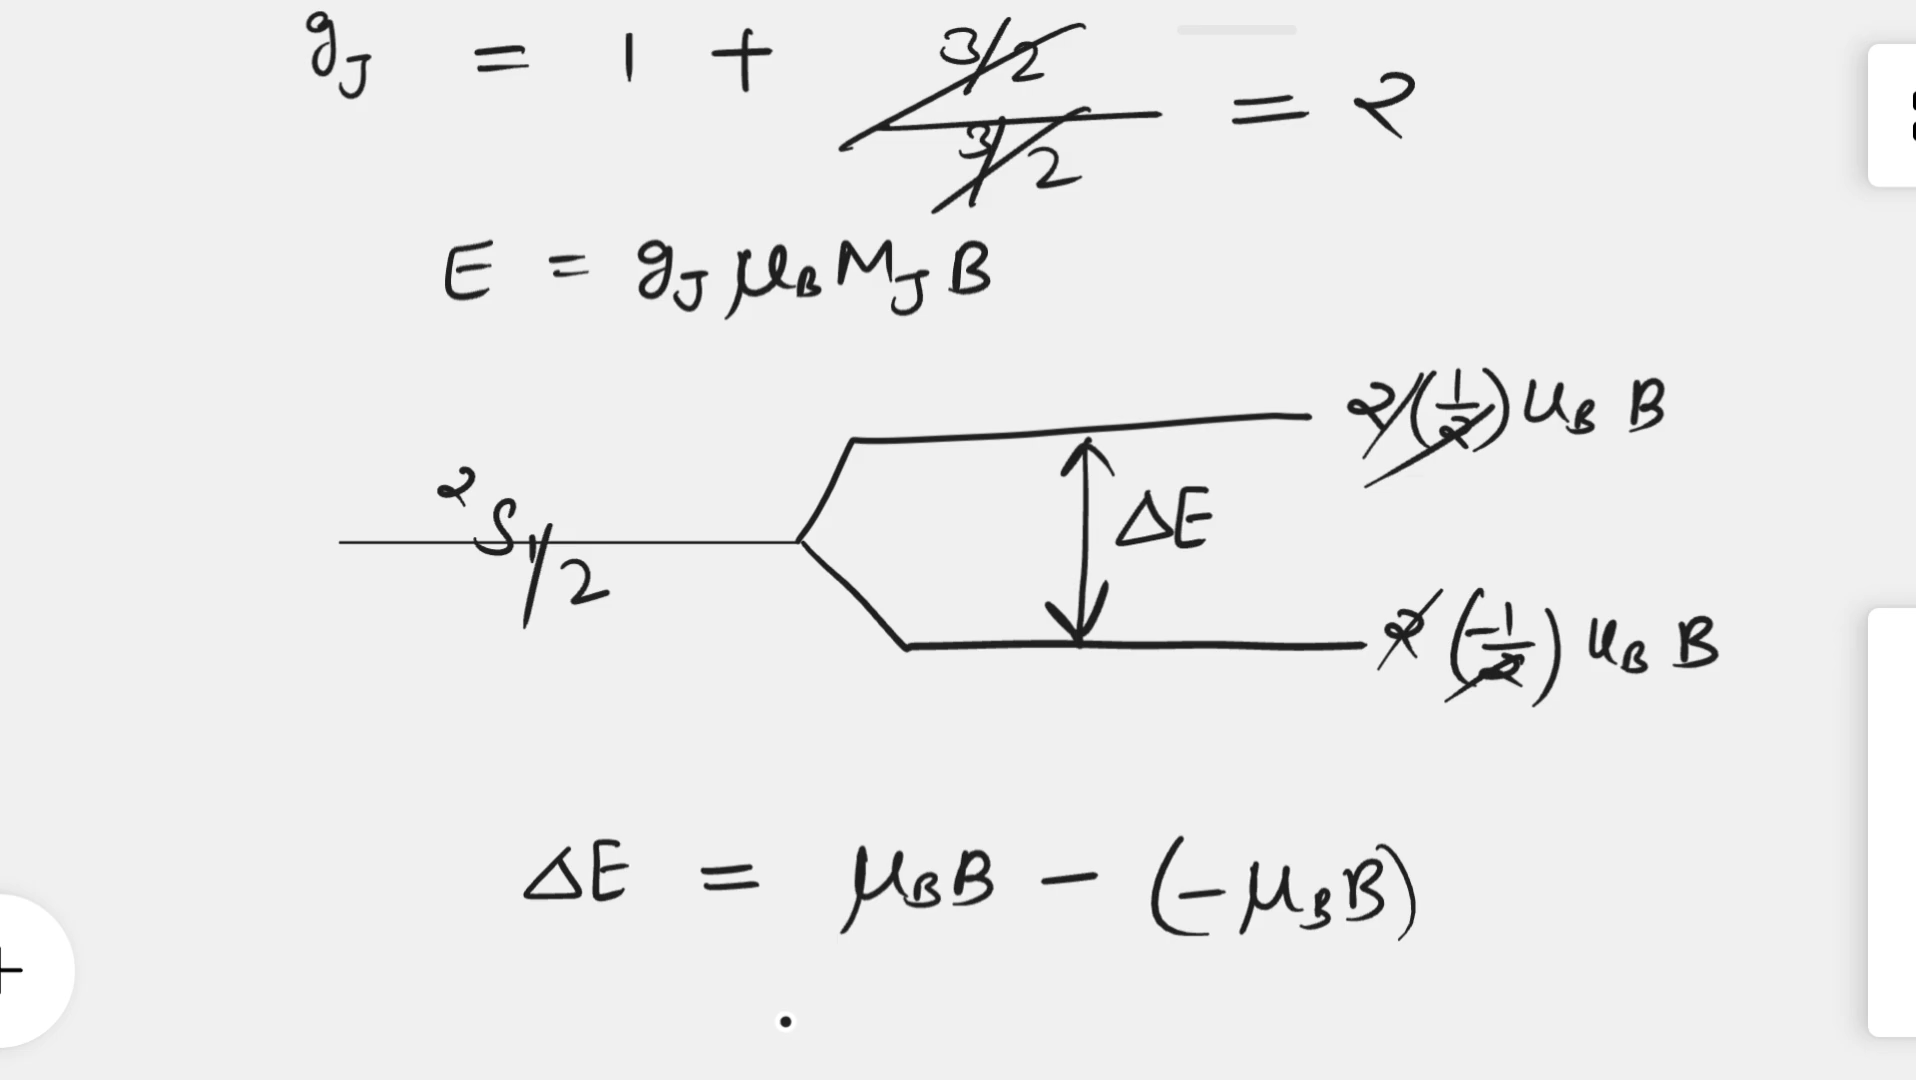 g_J = 1 + (3/2)/(3/2) = 2
E = g_J μ_B M_J B
2(1/2) μ_B B
²S_1/2
ΔE
2(-1/2) μ_B B
ΔE = μ_B B - (-μ_B B)